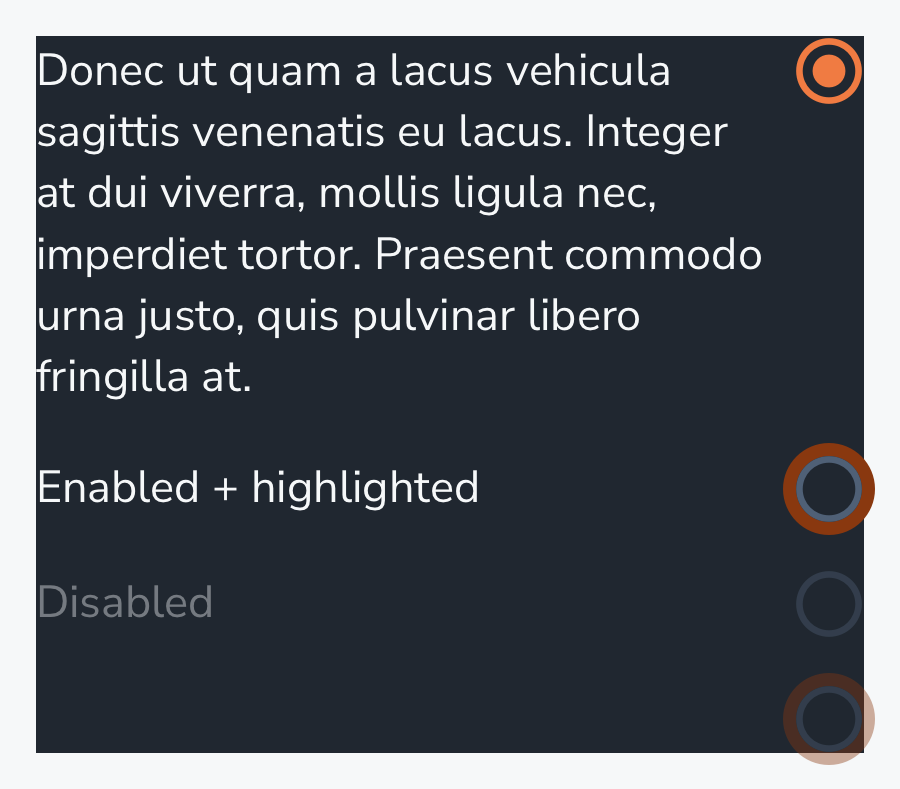 Donec ut quam a lacus vehicula
sagittis venenatis eu lacus. Integer
at dui viverra, mollis ligula nec,
imperdiet tortor. Praesent commodo
urna justo, quis pulvinar libero
fringilla at.
Enabled + highlighted
Disabled